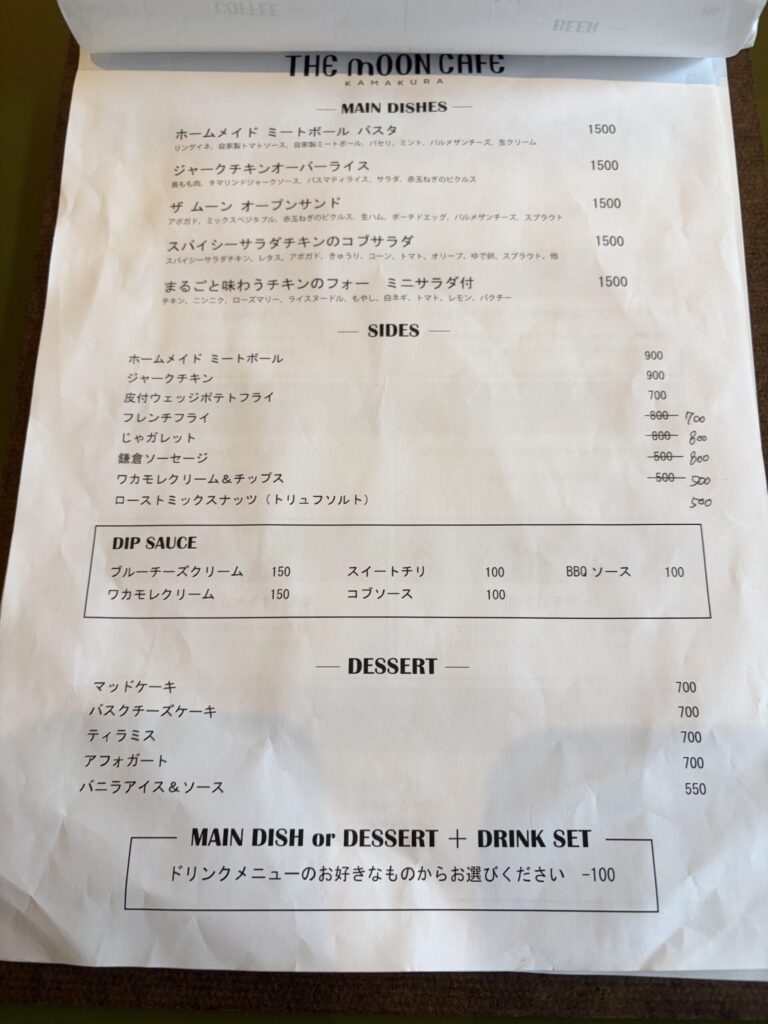 COFFEE
BEER
THE MOON CAFE
KAMAKURA
MAIN DISHES
ホームメイド ミートボール パスタ 1500
リングイネ、自家製トマトソース、自家製ミートボール、パセリ、ミント、パルメザンチーズ、生クリーム
ジャークチキンオーバーライス 1500
鳥もも肉、タマリンドジャークソース、バスマティライス、サラダ、赤玉ねぎのピクルス
ザ ムーン オープンサンド 1500
アボガド、ミックスベジタブル、赤玉ねぎのピクルス、生ハム、ポーチドエッグ、パルメザンチーズ、スプラウト
スパイシーサラダチキンのコブサラダ 1500
スパイシーサラダチキン、レタス、アボガド、きゅうり、コーン、トマト、オリーブ、ゆで卵、スプラウト、他
まるごと味わうチキンのフォー ミニサラダ付 1500
チキン、ニンニク、ローズマリー、ライスヌードル、もやし、白ネギ、トマト、レモン、パクチー
SIDES
ホームメイド ミートボール 900
ジャークチキン 900
皮付ウェッジポテトフライ 700
フレンチフライ 800 700
じゃガレット 800 800
鎌倉ソーセージ 500 800
ワカモレクリーム＆チップス 500 500
ローストミックスナッツ（トリュフソルト） 500
DIP SAUCE
ブルーチーズクリーム 150 スイートチリ 100 BBQ ソース 100
ワカモレクリーム 150 コブソース 100
DESSERT
マッドケーキ 700
バスクチーズケーキ 700
ティラミス 700
アフォガート 700
バニラアイス＆ソース 550
MAIN DISH or DESSERT ＋ DRINK SET
ドリンクメニューのお好きなものからお選びください -100